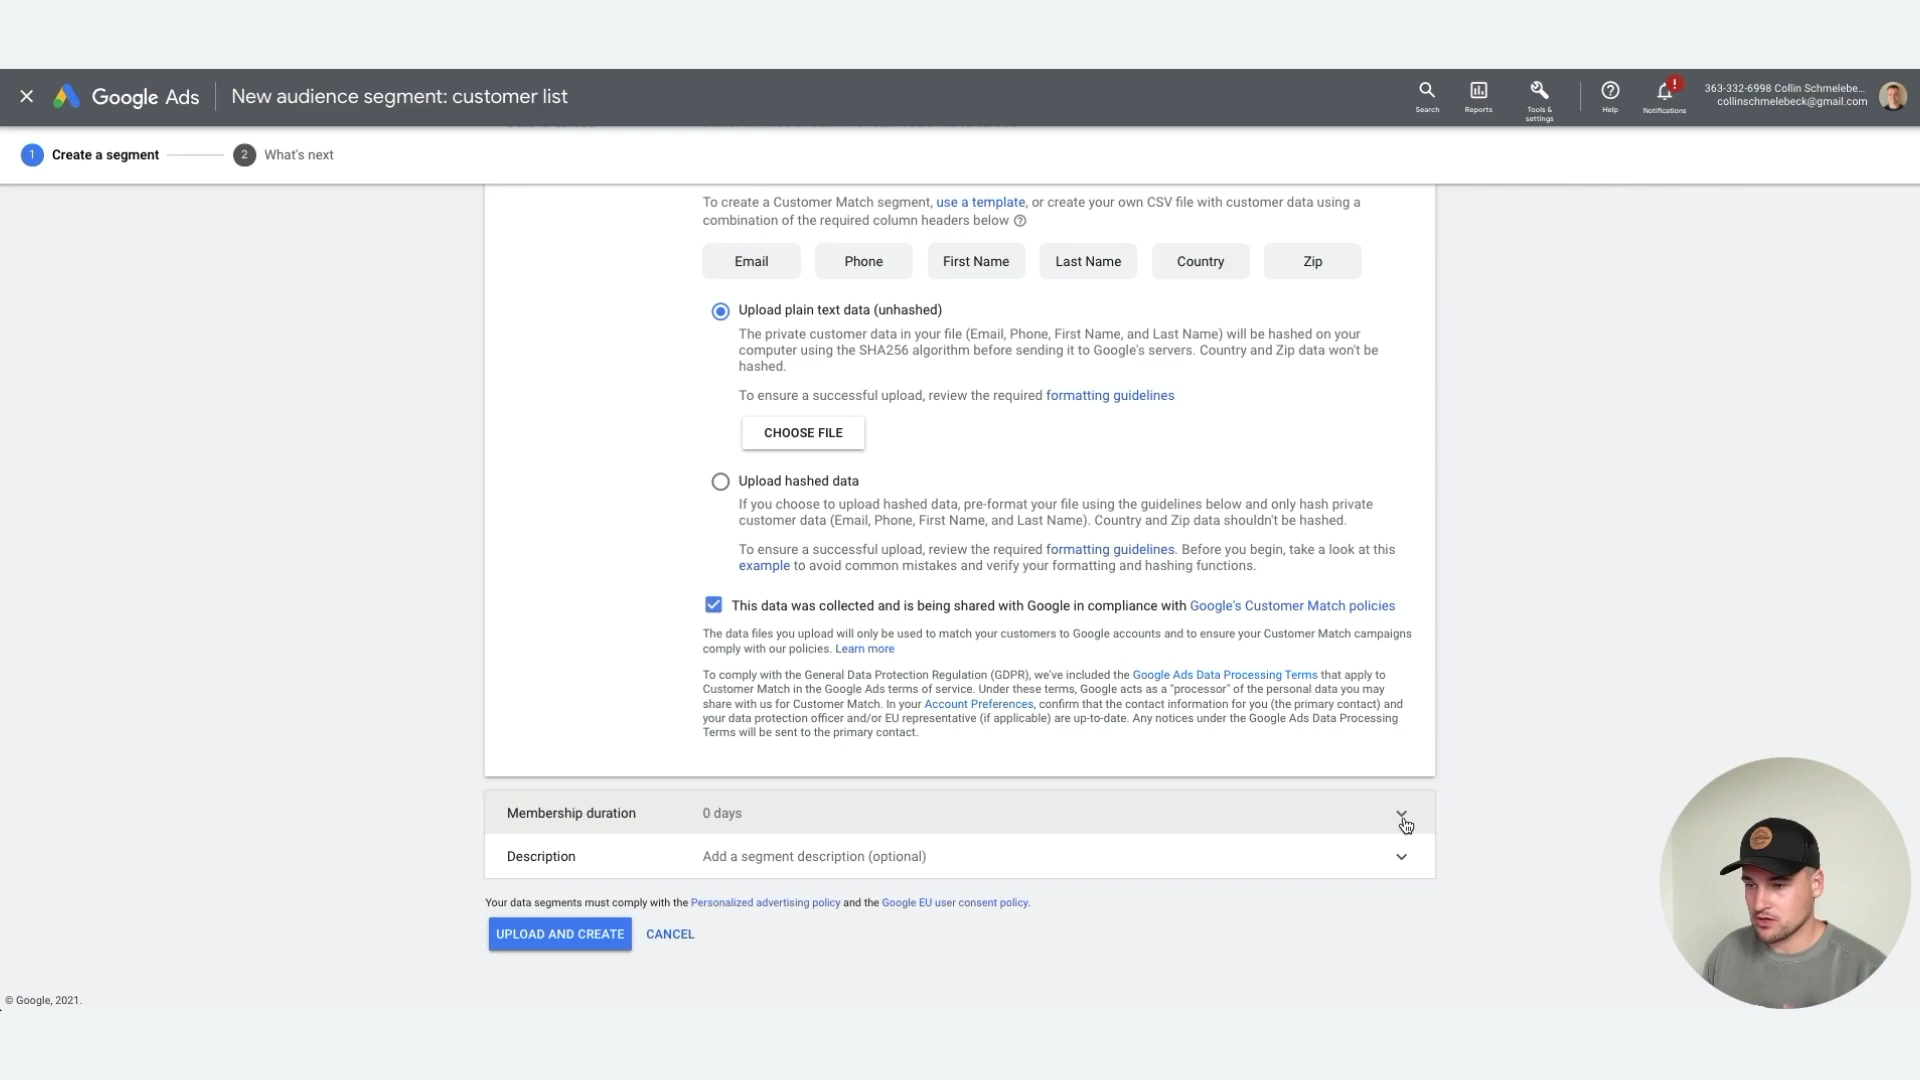 Google Ads
New audience segment: customer list
Search
Reports
Tools &
settings
Help
!
Notifications
363-332-6998 Collin Schmelebe...
collinschmelebeck@gmail.com
1 Create a segment
2 What's next
To create a Customer Match segment, use a template, or create your own CSV file with customer data using a
combination of the required column headers below
Email Phone First Name Last Name Country Zip
Upload plain text data (unhashed)
The private customer data in your file (Email, Phone, First Name, and Last Name) will be hashed on your
computer using the SHA256 algorithm before sending it to Google's servers. Country and Zip data won't be
hashed.
To ensure a successful upload, review the required formatting guidelines
CHOOSE FILE
Upload hashed data
If you choose to upload hashed data, pre-format your file using the guidelines below and only hash private
customer data (Email, Phone, First Name, and Last Name). Country and Zip data shouldn't be hashed.
To ensure a successful upload, review the required formatting guidelines. Before you begin, take a look at this
example to avoid common mistakes and verify your formatting and hashing functions.
This data was collected and is being shared with Google in compliance with Google's Customer Match policies
The data files you upload will only be used to match your customers to Google accounts and to ensure your Customer Match campaigns
comply with our policies. Learn more
To comply with the General Data Protection Regulation (GDPR), we've included the Google Ads Data Processing Terms that apply to
Customer Match in the Google Ads terms of service. Under these terms, Google acts as a "processor" of the personal data you may
share with us for Customer Match. In your Account Preferences, confirm that the contact information for you (the primary contact) and
your data protection officer and/or EU representative (if applicable) are up-to-date. Any notices under the Google Ads Data Processing
Terms will be sent to the primary contact.
Membership duration 0 days
Description Add a segment description (optional)
Your data segments must comply with the Personalized advertising policy and the Google EU user consent policy.
UPLOAD AND CREATE CANCEL
© Google, 2021.